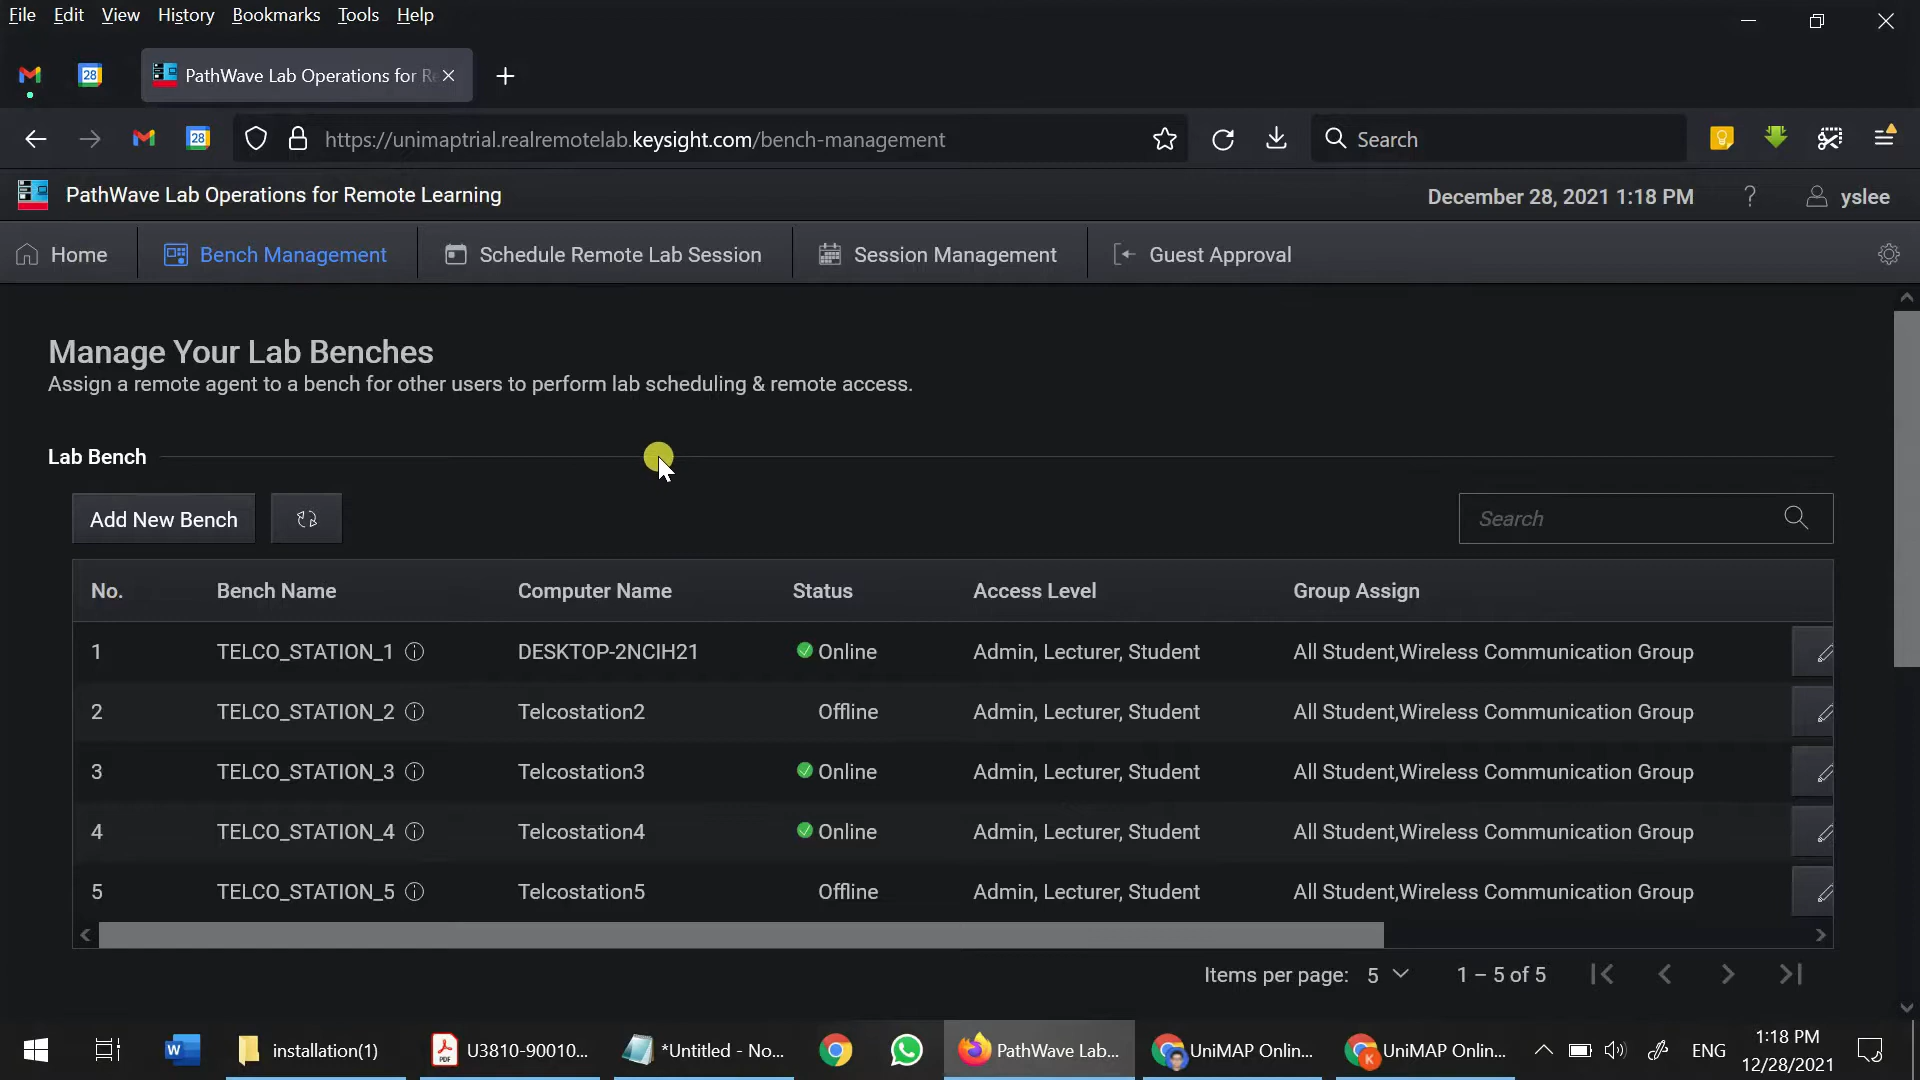 File Edit View History Bookmarks Tools Help
28 PathWave Lab Operations for Re
28 https://unimaptrial.realremotelab.keysight.com/bench-management Search
PathWave Lab Operations for Remote Learning December 28, 2021 1:18 PM ? yslee
Home Bench Management Schedule Remote Lab Session Session Management Guest Approval
Manage Your Lab Benches
Assign a remote agent to a bench for other users to perform lab scheduling & remote access.
Lab Bench
Add New Bench Search
No. Bench Name Computer Name Status Access Level Group Assign
1 TELCO_STATION_1 DESKTOP-2NCIH21 Online Admin, Lecturer, Student All Student,Wireless Communication Group
2 TELCO_STATION_2 Telcostation2 Offline Admin, Lecturer, Student All Student,Wireless Communication Group
3 TELCO_STATION_3 Telcostation3 Online Admin, Lecturer, Student All Student,Wireless Communication Group
4 TELCO_STATION_4 Telcostation4 Online Admin, Lecturer, Student All Student,Wireless Communication Group
5 TELCO_STATION_5 Telcostation5 Offline Admin, Lecturer, Student All Student,Wireless Communication Group
Items per page: 5 1 – 5 of 5
installation(1) U3810-90010... *Untitled - No... PathWave Lab... UniMAP Onlin... K UniMAP Onlin... ENG 1:18 PM
12/28/2021